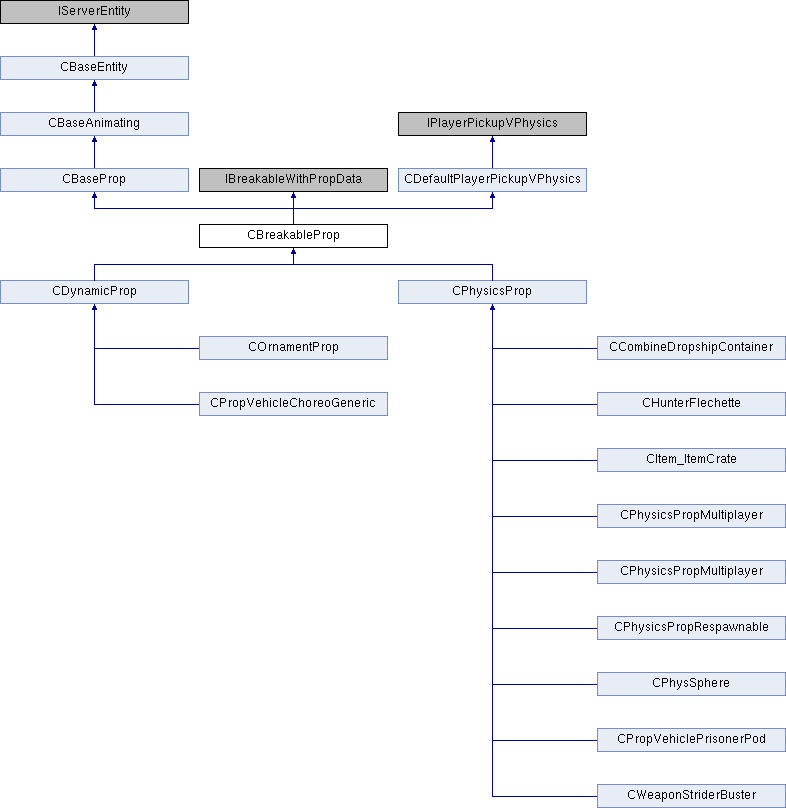 IServerEntity
CBaseEntity
CBaseAnimating
IPlayerPickupVPhysics
CBaseProp
IBreakableWithPropData
CDefaultPlayerPickupVPhysics
CBreakableProp
CDynamicProp
CPhysicsProp
COrnamentProp
CCombineDropshipContainer
CPropVehicleChoreoGeneric
CHunterFlechette
CItem_ItemCrate
CPhysicsPropMultiplayer
CPhysicsPropMultiplayer
CPhysicsPropRespawnable
CPhysSphere
CPropVehiclePrisonerPod
CWeaponStriderBuster